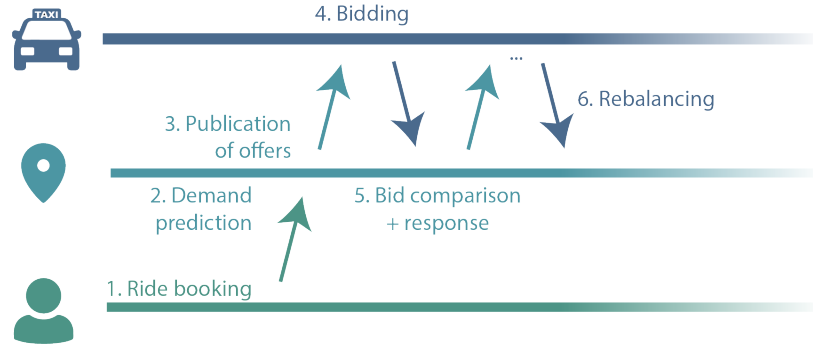 TAXI
4. Bidding
...
6. Rebalancing
3. Publication
of offers
2. Demand
prediction
5. Bid comparison
+ response
1. Ride booking